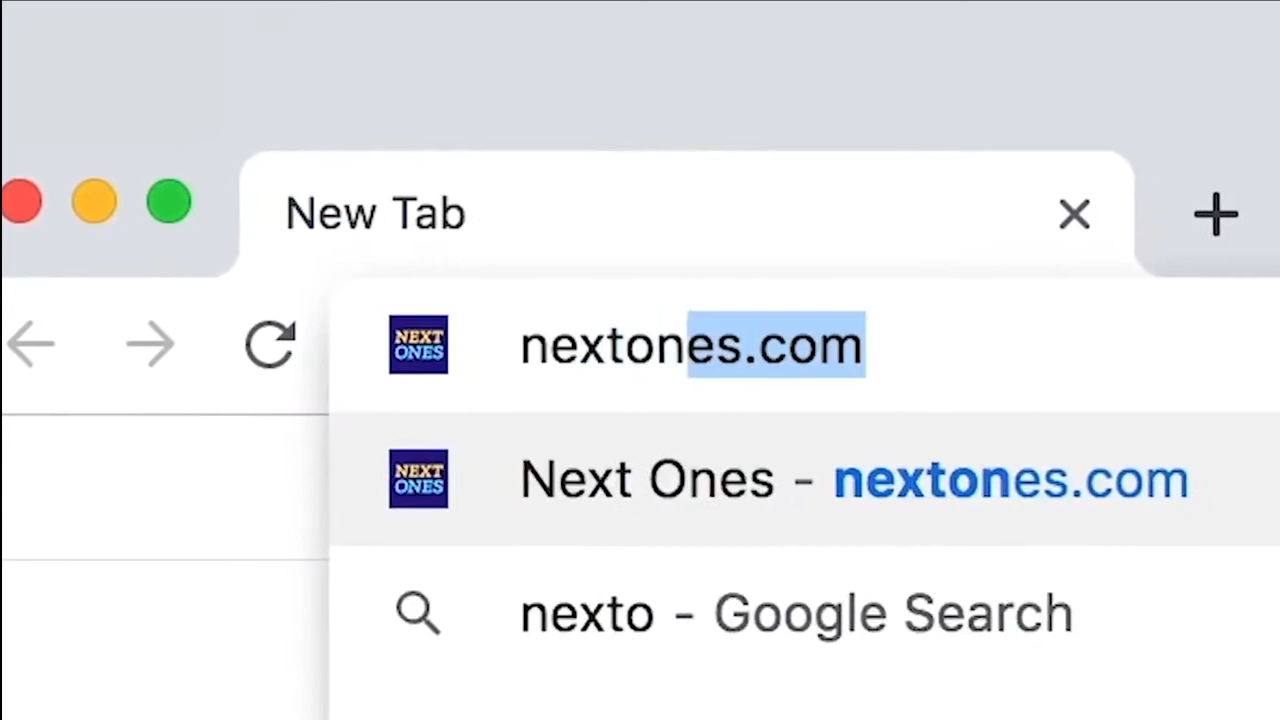 New Tab
NEXT
ONES
nextones.com
NEXT
ONES
Next Ones - nextones.com
nexto - Google Search